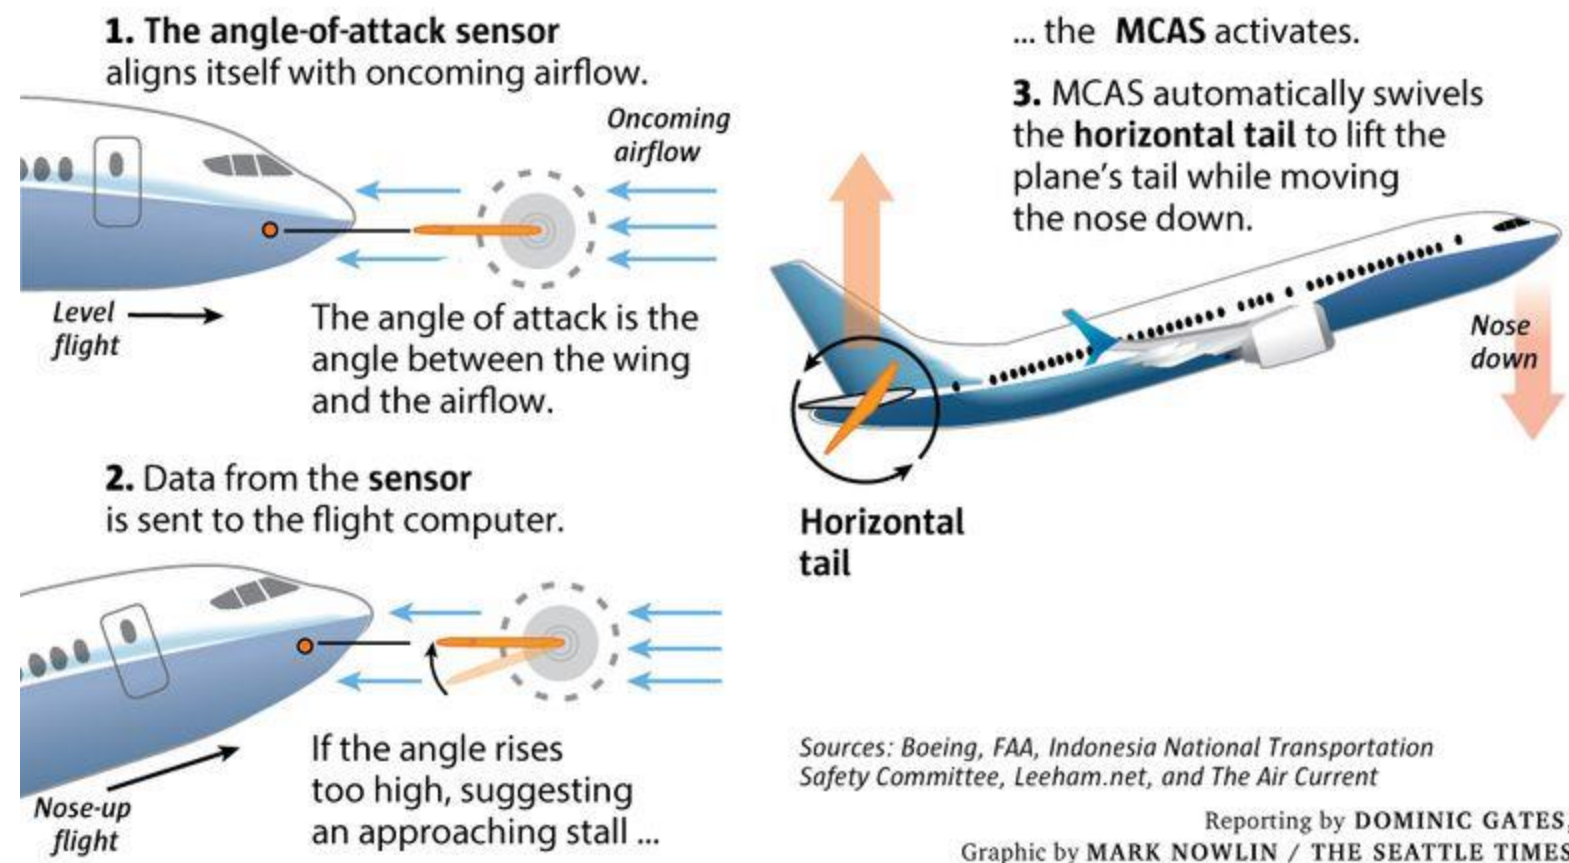 1. The angle-of-attack sensor
aligns itself with oncoming airflow.
Oncoming
airflow
Level
flight
The angle of attack is the
angle between the wing
and the airflow.
2. Data from the sensor
is sent to the flight computer.
Nose-up
flight
If the angle rises
too high, suggesting
an approaching stall ...
... the MCAS activates.
3. MCAS automatically swivels
the horizontal tail to lift the
plane's tail while moving
the nose down.
Nose
down
Horizontal
tail
Sources: Boeing, FAA, Indonesia National Transportation
Safety Committee, Leeham.net, and The Air Current
Reporting by DOMINIC GATES,
Graphic by MARK NOWLIN / THE SEATTLE TIMES